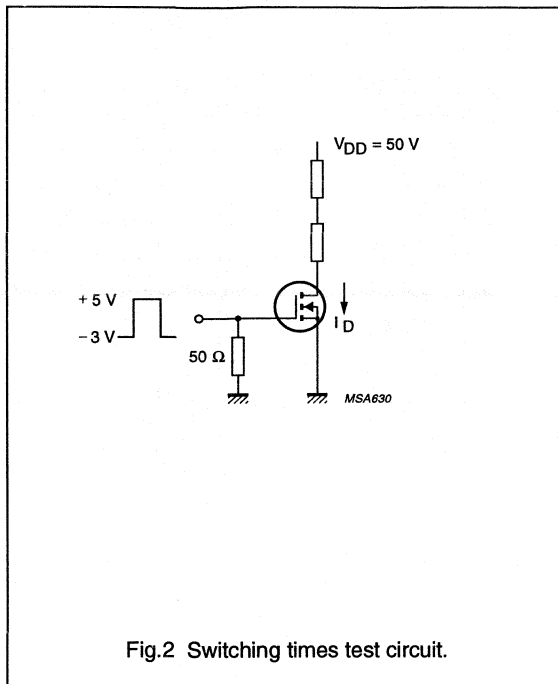 V_DD = 50 V
+ 5 V
− 3 V
50 Ω
I_D
MSA630
Fig.2 Switching times test circuit.